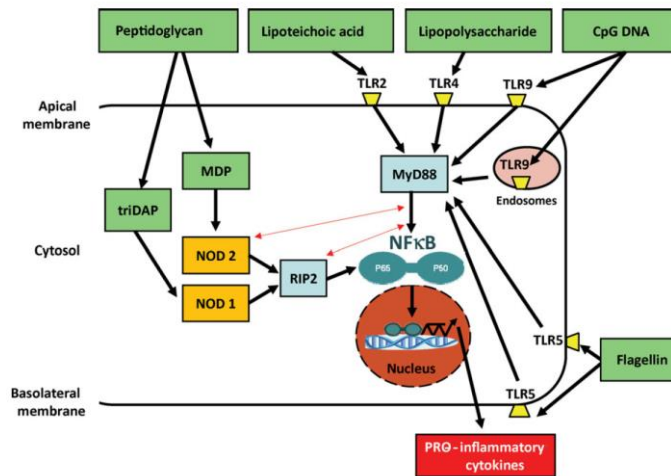 Peptidoglycan
Lipoteichoic acid
Lipopolysaccharide
CpG DNA
TLR2
TLR4
TLR9
Apical
membrane
MDP
MyD88
TLR9
Endosomes
triDAP
Cytosol
NOD 2
NFκB
RIP2
P65
P50
NOD 1
TLR5
Flagellin
Nucleus
TLR5
Basolateral
membrane
PRO-inflammatory
cytokines